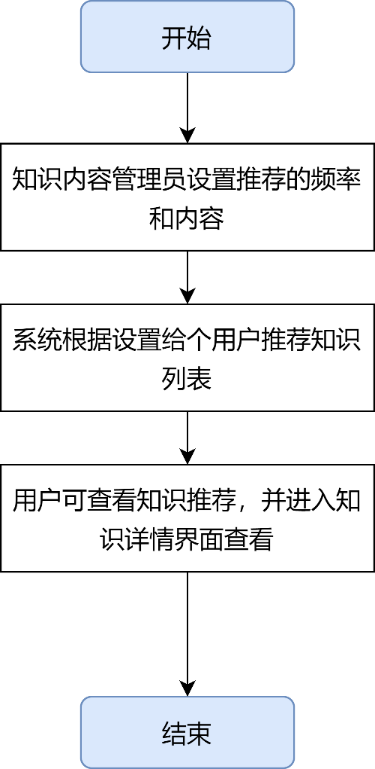 开始
知识内容管理员设置推荐的频率
和内容
系统根据设置给个用户推荐知识
列表
用户可查看知识推荐，并进入知
识详情界面查看
结束